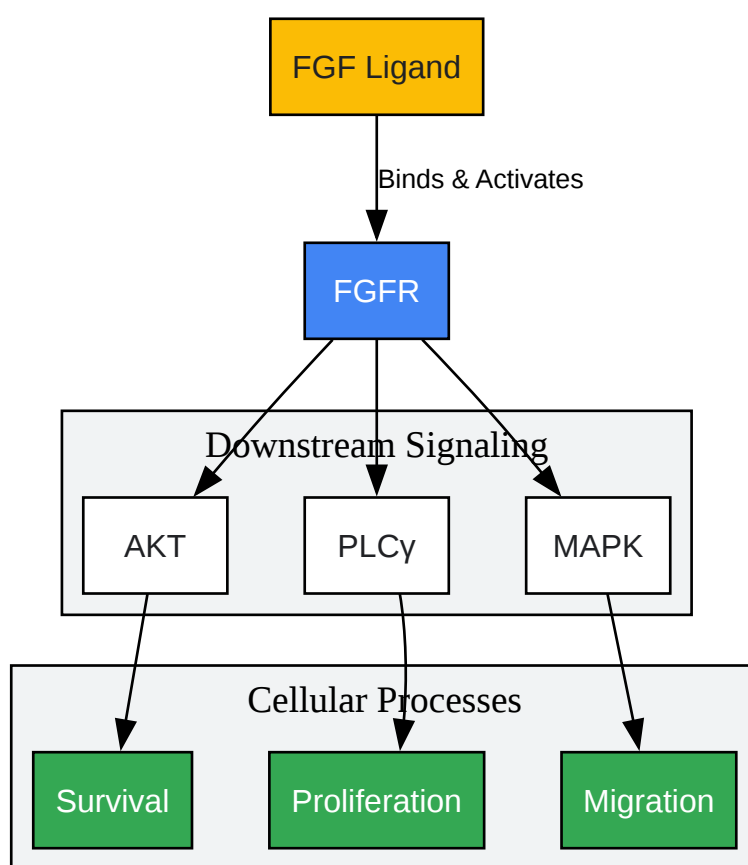 FGF Ligand
Binds & Activates
FGFR
Downstream Signaling
AKT
PLCγ
MAPK
Cellular Processes
Survival
Proliferation
Migration